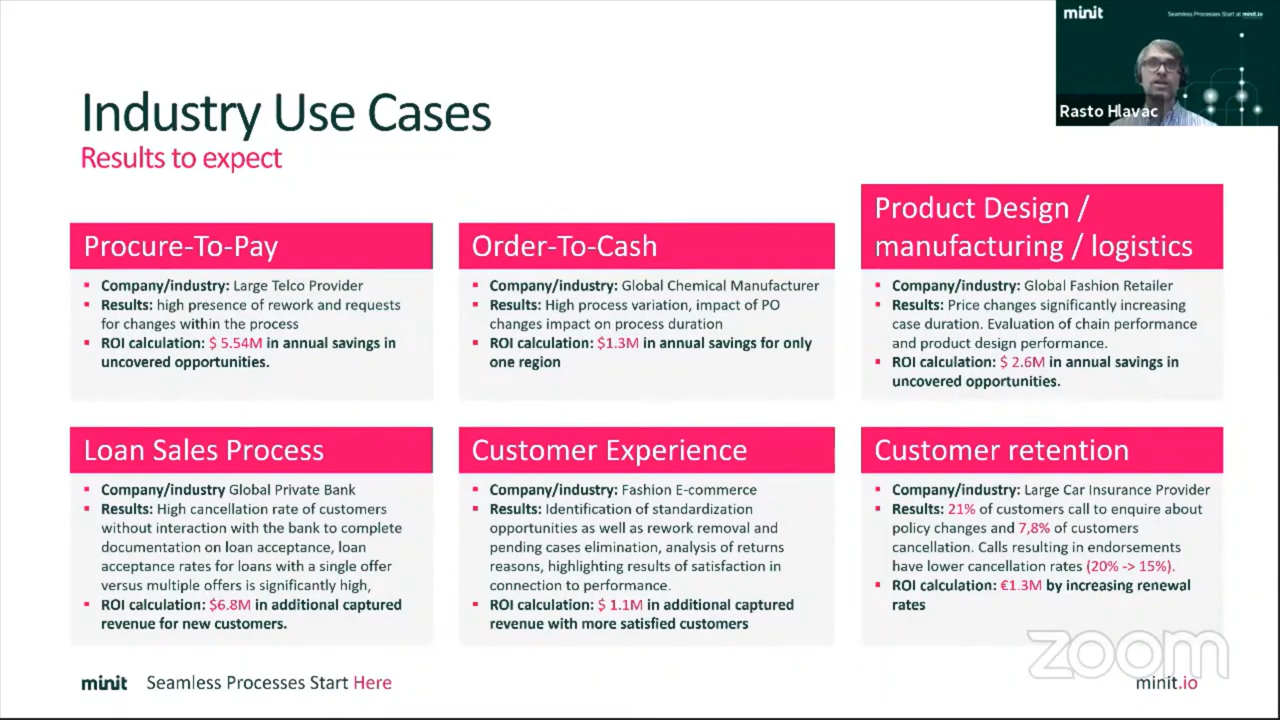 minit
Seamless Processes Start at minit.io
Rasto Hlavac
Industry Use Cases
Results to expect
Procure-To-Pay
Company/industry: Large Telco Provider
Results: high presence of rework and requests
for changes within the process
ROI calculation: $ 5.54M in annual savings in
uncovered opportunities.
Order-To-Cash
Company/industry: Global Chemical Manufacturer
Results: High process variation, impact of PO
changes impact on process duration
ROI calculation: $1.3M in annual savings for only
one region
Product Design /
manufacturing / logistics
Company/industry: Global Fashion Retailer
Results: Price changes significantly increasing
case duration. Evaluation of chain performance
and product design performance.
ROI calculation: $ 2.6M in annual savings in
uncovered opportunities.
Loan Sales Process
Company/industry Global Private Bank
Results: High cancellation rate of customers
without interaction with the bank to complete
documentation on loan acceptance, loan
acceptance rates for loans with a single offer
versus multiple offers is significantly high,
ROI calculation: $6.8M in additional captured
revenue for new customers.
Customer Experience
Company/industry: Fashion E-commerce
Results: Identification of standardization
opportunities as well as rework removal and
pending cases elimination, analysis of returns
reasons, highlighting results of satisfaction in
connection to performance.
ROI calculation: $ 1.1M in additional captured
revenue with more satisfied customers
Customer retention
Company/industry: Large Car Insurance Provider
Results: 21% of customers call to enquire about
policy changes and 7,8% of customers
cancellation. Calls resulting in endorsements
have lower cancellation rates (20% -> 15%).
ROI calculation: €1.3M by increasing renewal
rates
zoom
minit Seamless Processes Start Here
minit.io